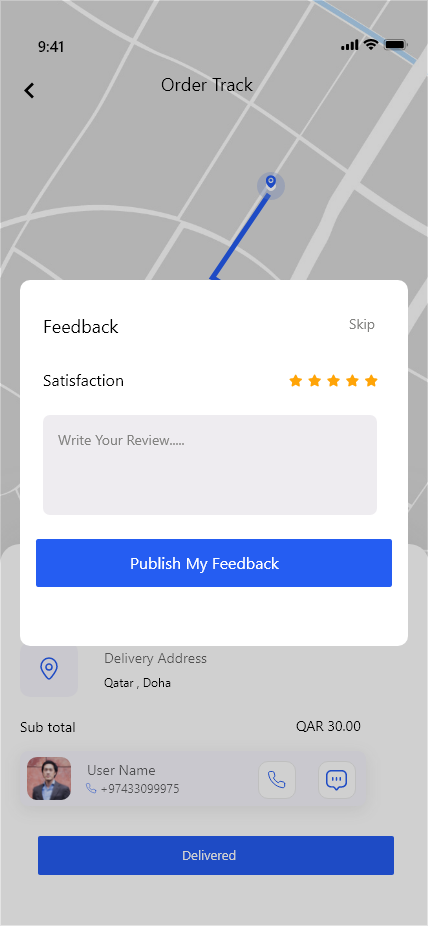 9:41
Order Track
Feedback
Skip
Satisfaction
Write Your Review.....
Publish My Feedback
Delivery Address
Qatar , Doha
Sub total
QAR 30.00
User Name
+97433099975
Delivered